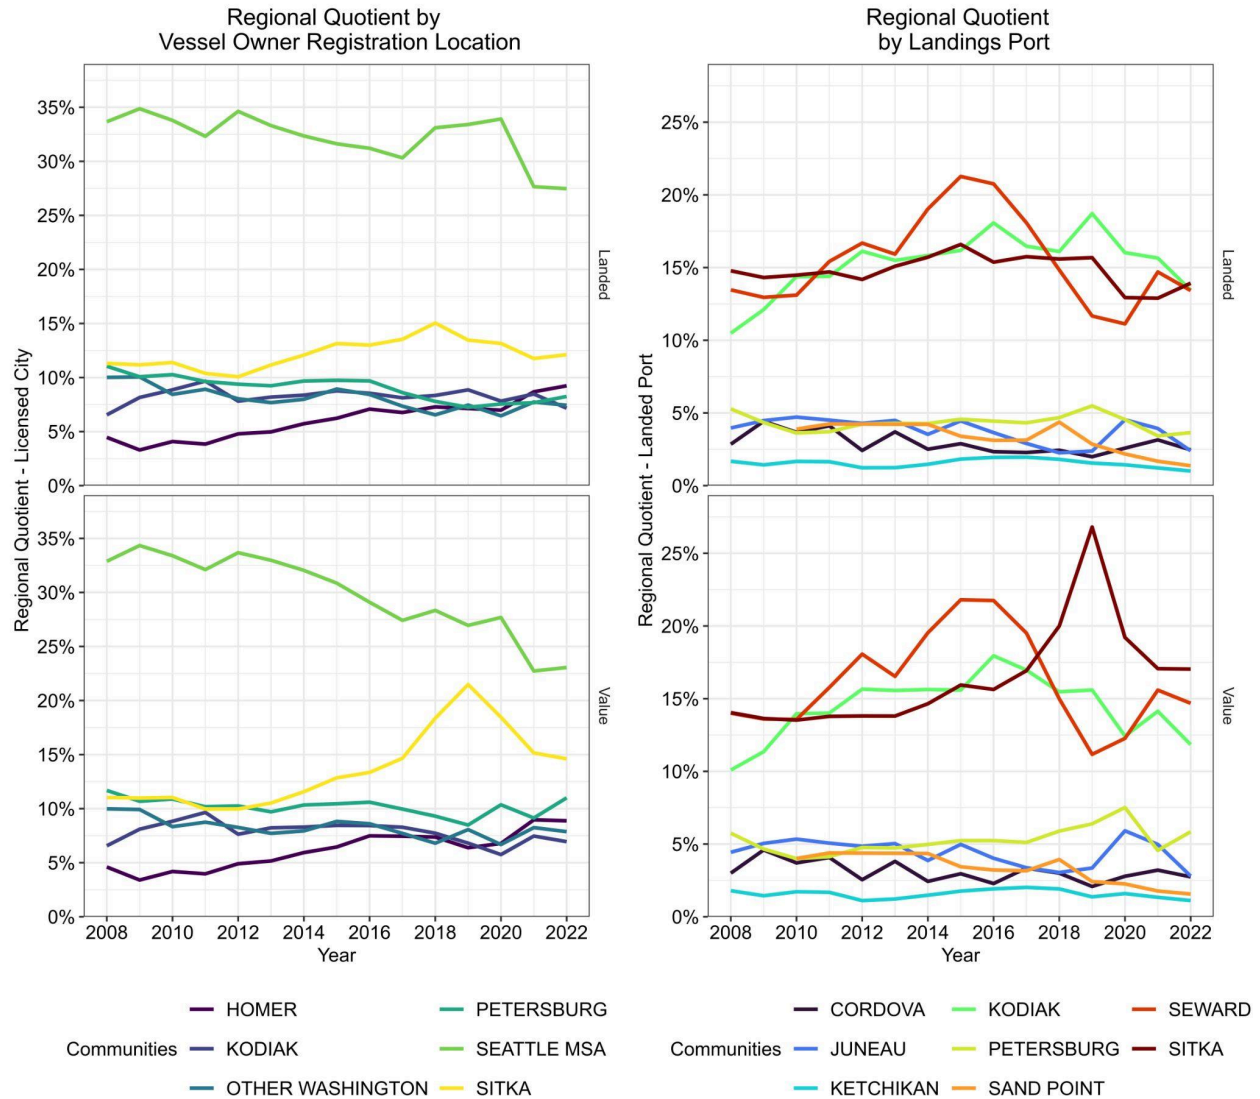 Regional Quotient by
Vessel Owner Registration Location
Regional Quotient - Licensed City
35%
30%
25%
20%
15%
10%
5%
0%
Landed
35%
30%
25%
20%
15%
10%
5%
0%
Value
2008 2010 2012 2014 2016 2018 2020 2022
Year
Communities
HOMER
KODIAK
OTHER WASHINGTON
PETERSBURG
SEATTLE MSA
SITKA
Regional Quotient
by Landings Port
Regional Quotient - Landed Port
25%
20%
15%
10%
5%
0%
Landed
25%
20%
15%
10%
5%
0%
Value
2008 2010 2012 2014 2016 2018 2020 2022
Year
Communities
CORDOVA
JUNEAU
KETCHIKAN
KODIAK
PETERSBURG
SAND POINT
SEWARD
SITKA